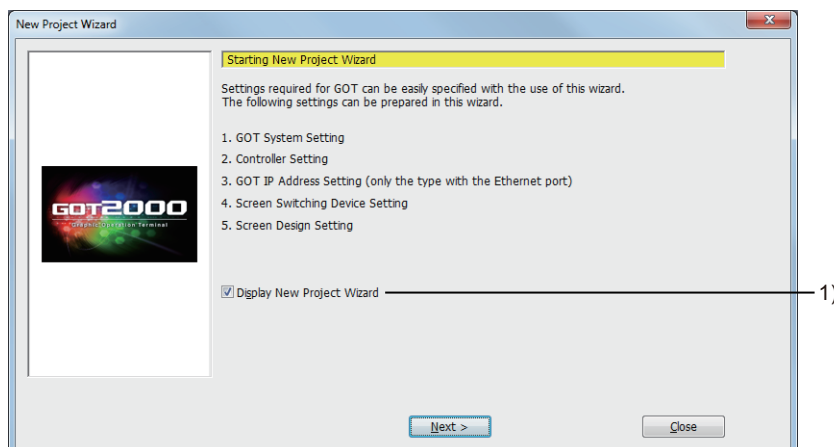 New Project Wizard
x
Starting New Project Wizard
Settings required for GOT can be easily specified with the use of this wizard.
The following settings can be prepared in this wizard.
1. GOT System Setting
2. Controller Setting
3. GOT IP Address Setting (only the type with the Ethernet port)
4. Screen Switching Device Setting
5. Screen Design Setting
GOT2000
Graphic Operation Terminal
Display New Project Wizard
1)
Next >
Close